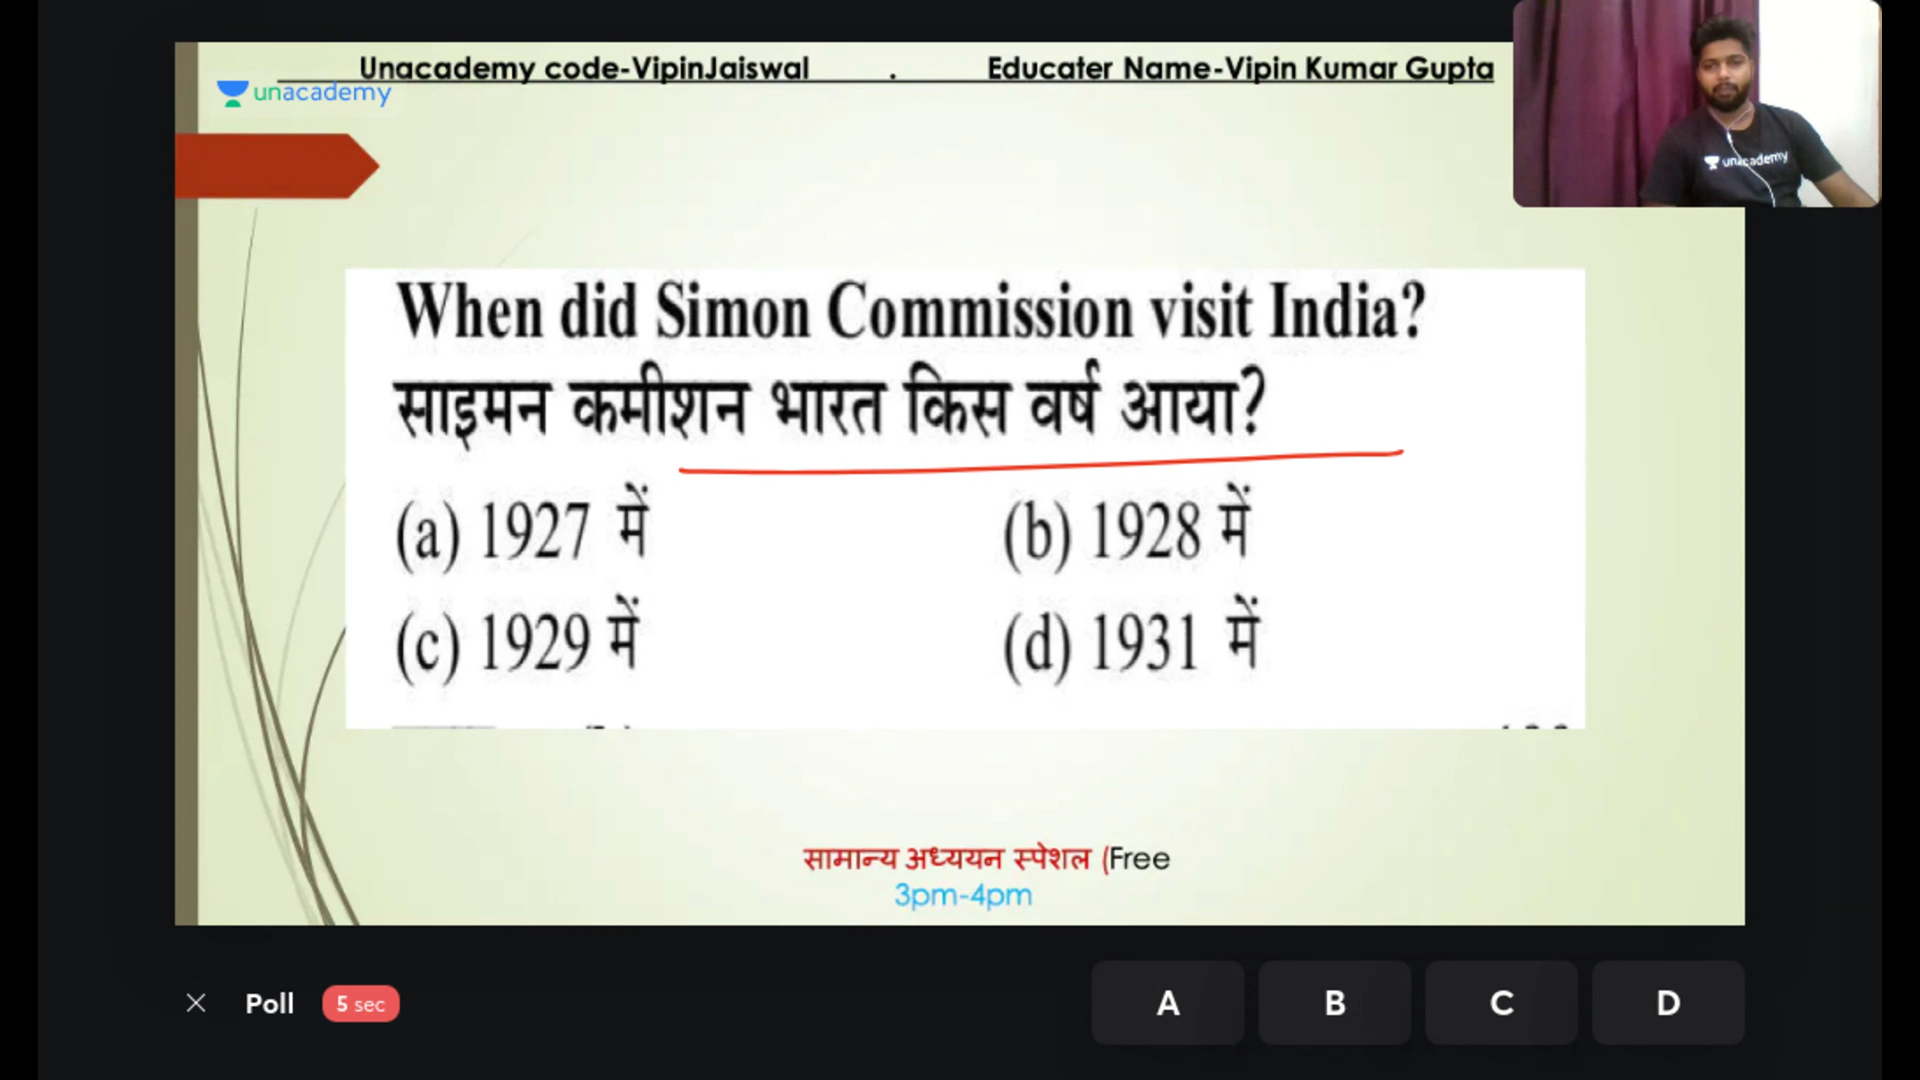 Unacademy code-VipinJaiswal . Educater Name-Vipin Kumar Gupta
unacademy
unacademy
When did Simon Commission visit India?
साइमन कमीशन भारत किस वर्ष आया?
(a) 1927 में (b) 1928 में
(c) 1929 में (d) 1931 में
सामान्य अध्ययन स्पेशल (Free
3pm-4pm
Poll 5 sec A B C D